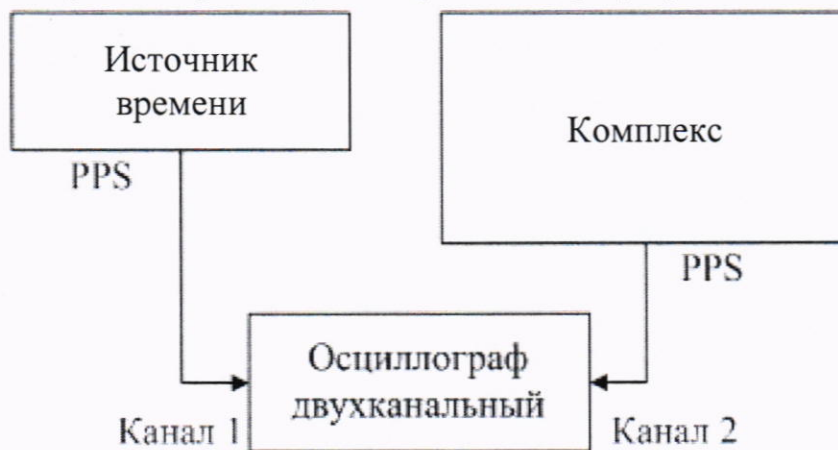 Источник
времени
Комплекс
PPS
PPS
Осциллограф
двухканальный
Канал 1
Канал 2